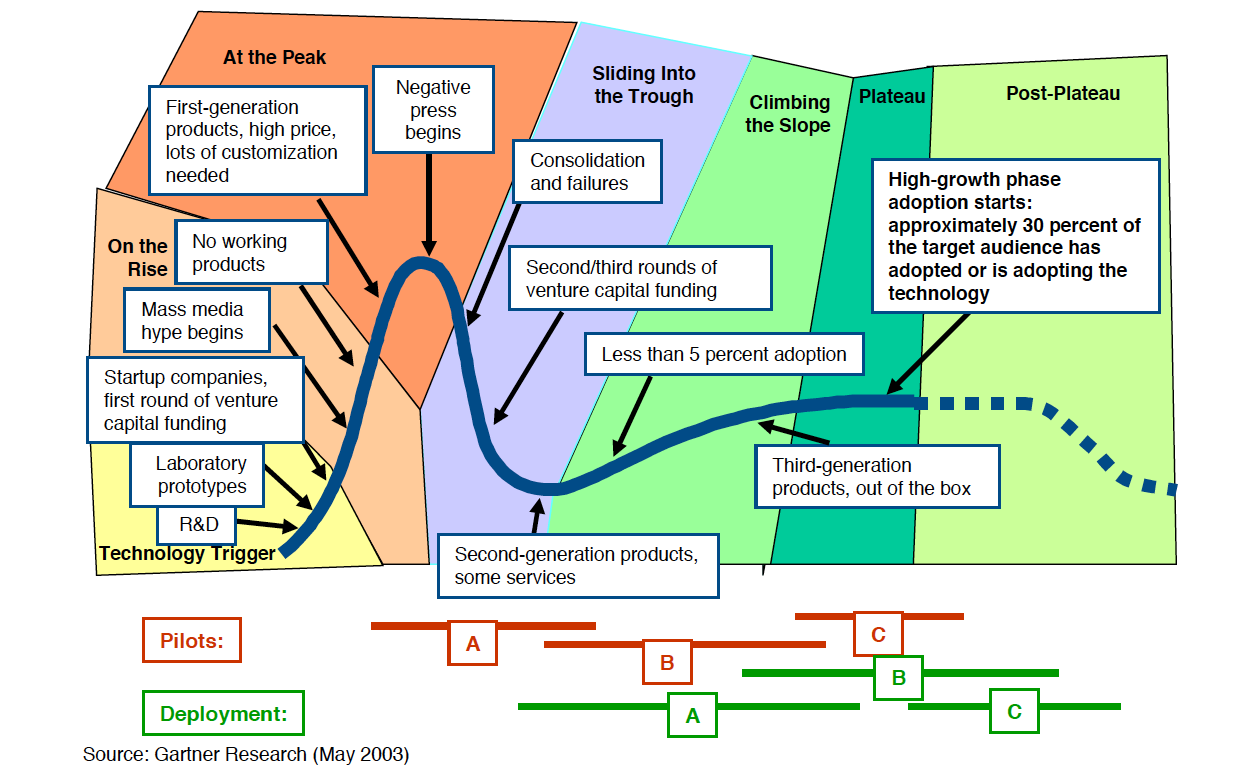 At the Peak
First-generation
products, high price,
lots of customization
needed
Negative
press
begins
Sliding Into
the Trough
Climbing
the Slope
Plateau
Post-Plateau
Consolidation
and failures
High-growth phase
adoption starts:
approximately 30 percent of
the target audience has
adopted or is adopting the
technology
On the
Rise
No working
products
Second/third rounds of
venture capital funding
Mass media
hype begins
Less than 5 percent adoption
Startup companies,
first round of venture
capital funding
Laboratory
prototypes
Third-generation
products, out of the box
R&D
Technology Trigger
Second-generation products,
some services
Pilots:
A
B
C
Deployment:
A
B
C
Source: Gartner Research (May 2003)